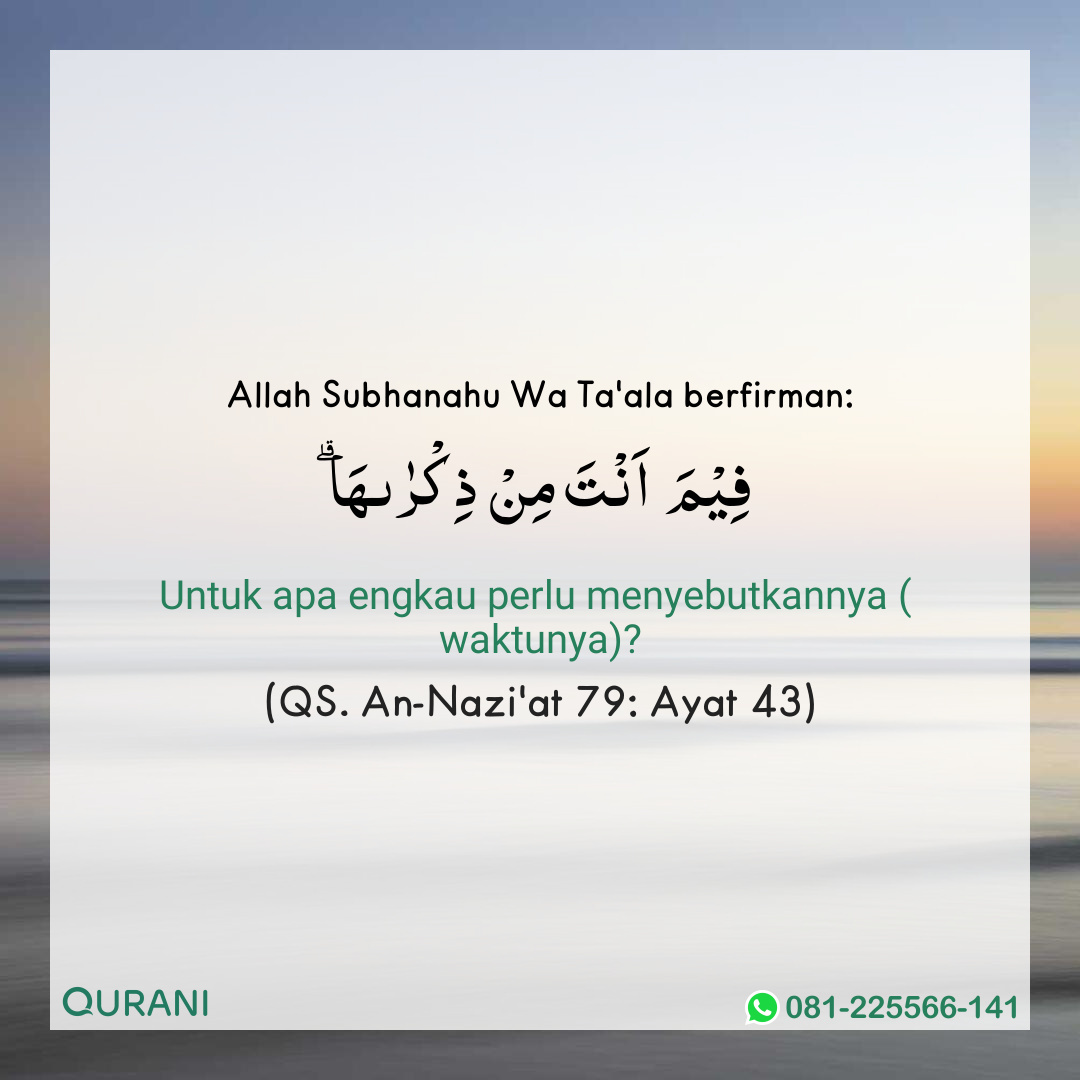 Allah Subhanahu Wa Ta'ala berfirman:
فِيْمَ اَنْتَ مِنْ ذِكْرٰىهَاۗ
Untuk apa engkau perlu menyebutkannya (
waktunya)?
(QS. An-Nazi'at 79: Ayat 43)
QURANI
081-225566-141